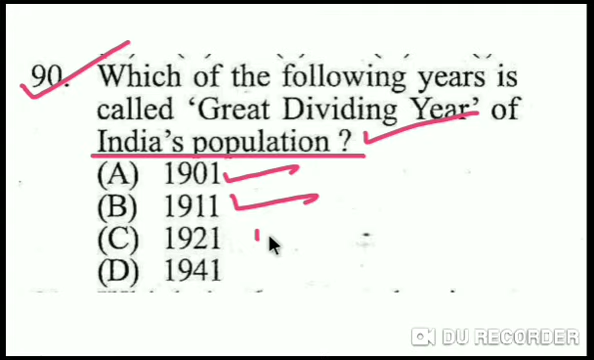 90. Which of the following years is
called ‘Great Dividing Year’ of
India’s population ?
(A) 1901
(B) 1911
(C) 1921
(D) 1941
DU RECORDER